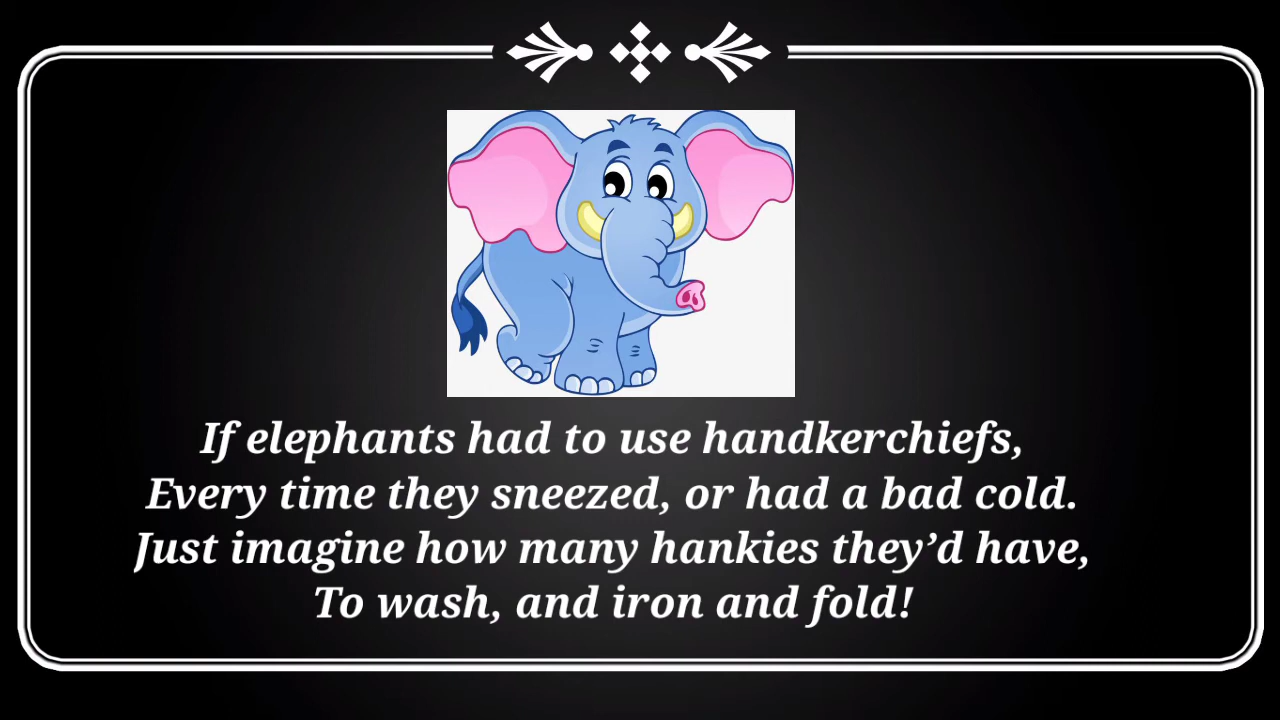 If elephants had to use handkerchiefs,
Every time they sneezed, or had a bad cold.
Just imagine how many hankies they’d have,
To wash, and iron and fold!